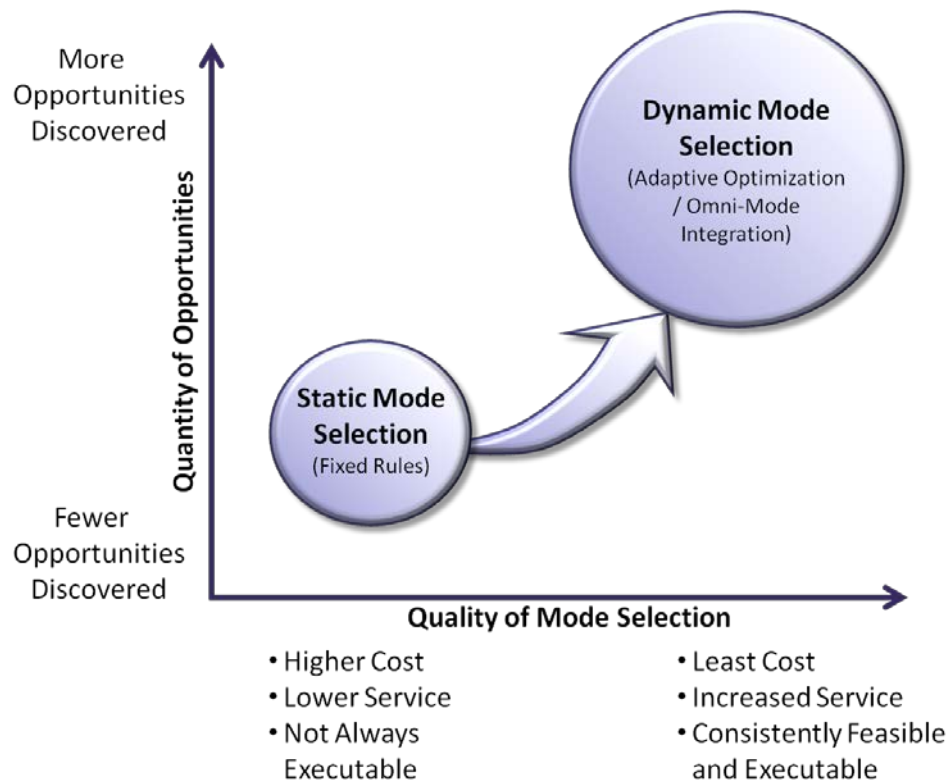 More
Opportunities
Discovered
Quantity of Opportunities
Fewer
Opportunities
Discovered
Dynamic Mode
Selection
(Adaptive Optimization
/ Omni-Mode
Integration)
Static Mode
Selection
(Fixed Rules)
Quality of Mode Selection
• Higher Cost
• Lower Service
• Not Always
Executable
• Least Cost
• Increased Service
• Consistently Feasible
and Executable